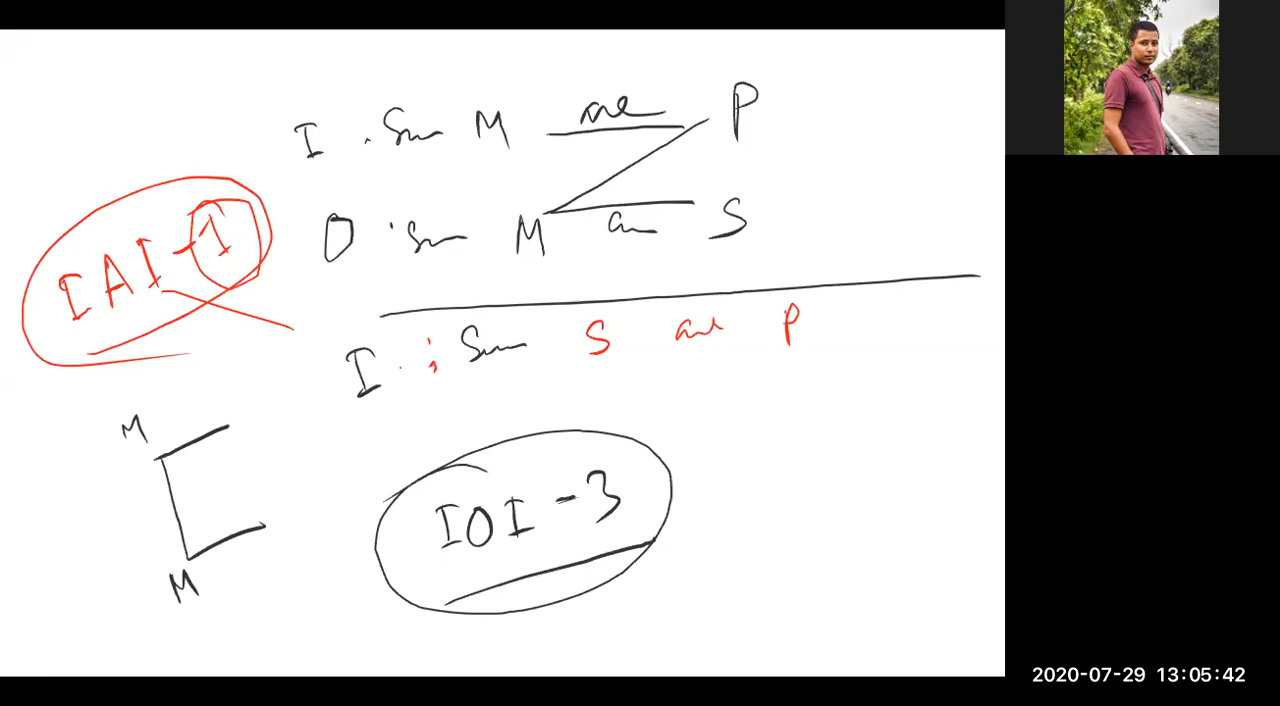 I . Some M are P
O . Some M are S
IAI - 1
I . ; Some S are P
M
IOI - 3
M
2020-07-29 13:05:42